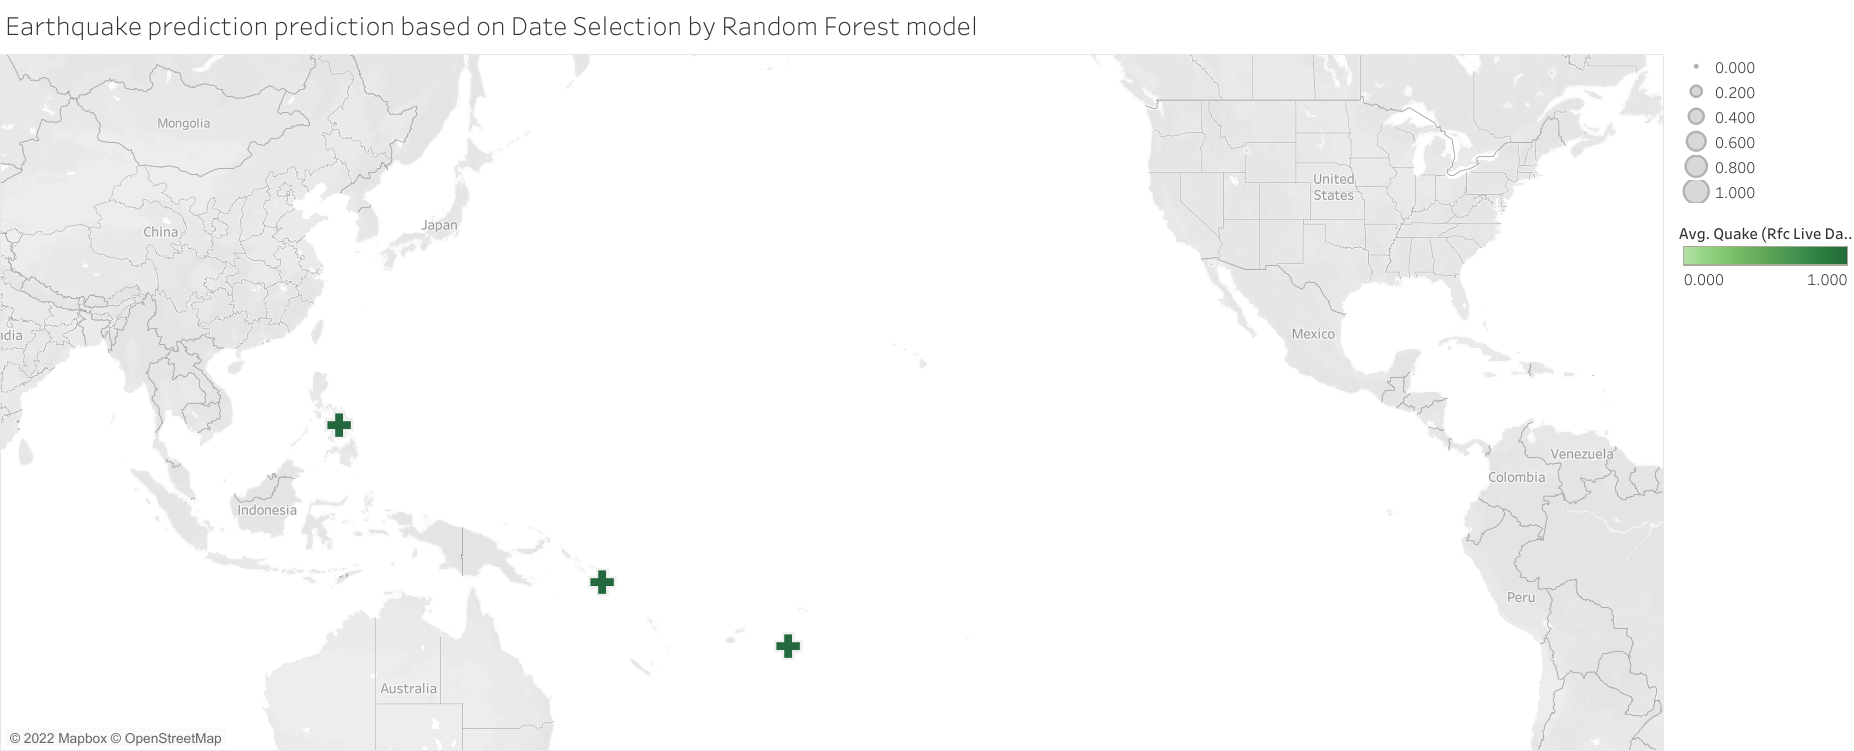 Earthquake prediction prediction based on Date Selection by Random Forest model
0.000
0.200
0.400
0.600
0.800
1.000
Avg. Quake (Rfc Live Da..
0.000 1.000
Mongolia
China
Japan
ndia
Indonesia
Australia
United
States
Mexico
Venezuela
Colombia
Peru
© 2022 Mapbox © OpenStreetMap